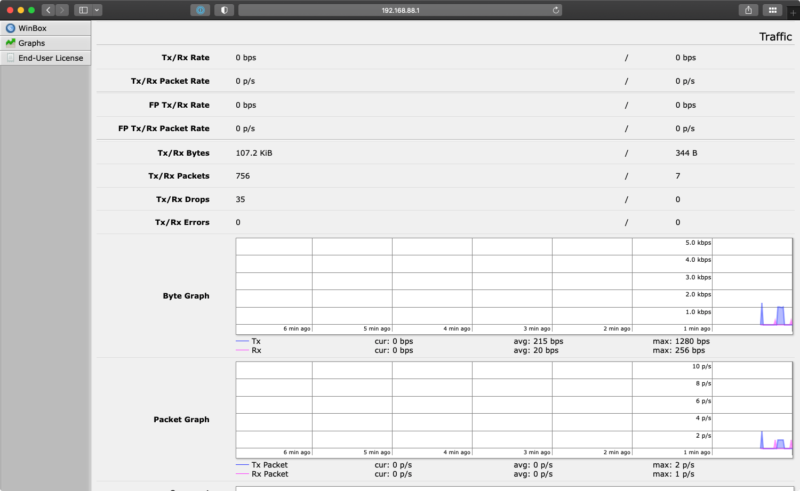 192.168.88.1
WinBox
Graphs
End-User License
Traffic
Tx/Rx Rate 0 bps / 0 bps
Tx/Rx Packet Rate 0 p/s / 0 p/s
FP Tx/Rx Rate 0 bps / 0 bps
FP Tx/Rx Packet Rate 0 p/s / 0 p/s
Tx/Rx Bytes 107.2 KiB / 344 B
Tx/Rx Packets 756 / 7
Tx/Rx Drops 35 / 0
Tx/Rx Errors 0 / 0
5.0 kbps
4.0 kbps
3.0 kbps
2.0 kbps
Byte Graph
1.0 kbps
6 min ago 5 min ago 4 min ago 3 min ago 2 min ago 1 min ago
Tx cur: 0 bps avg: 215 bps max: 1280 bps
Rx cur: 0 bps avg: 20 bps max: 256 bps
10 p/s
8 p/s
6 p/s
4 p/s
Packet Graph
2 p/s
6 min ago 5 min ago 4 min ago 3 min ago 2 min ago 1 min ago
Tx Packet cur: 0 p/s avg: 0 p/s max: 2 p/s
Rx Packet cur: 0 p/s avg: 0 p/s max: 1 p/s